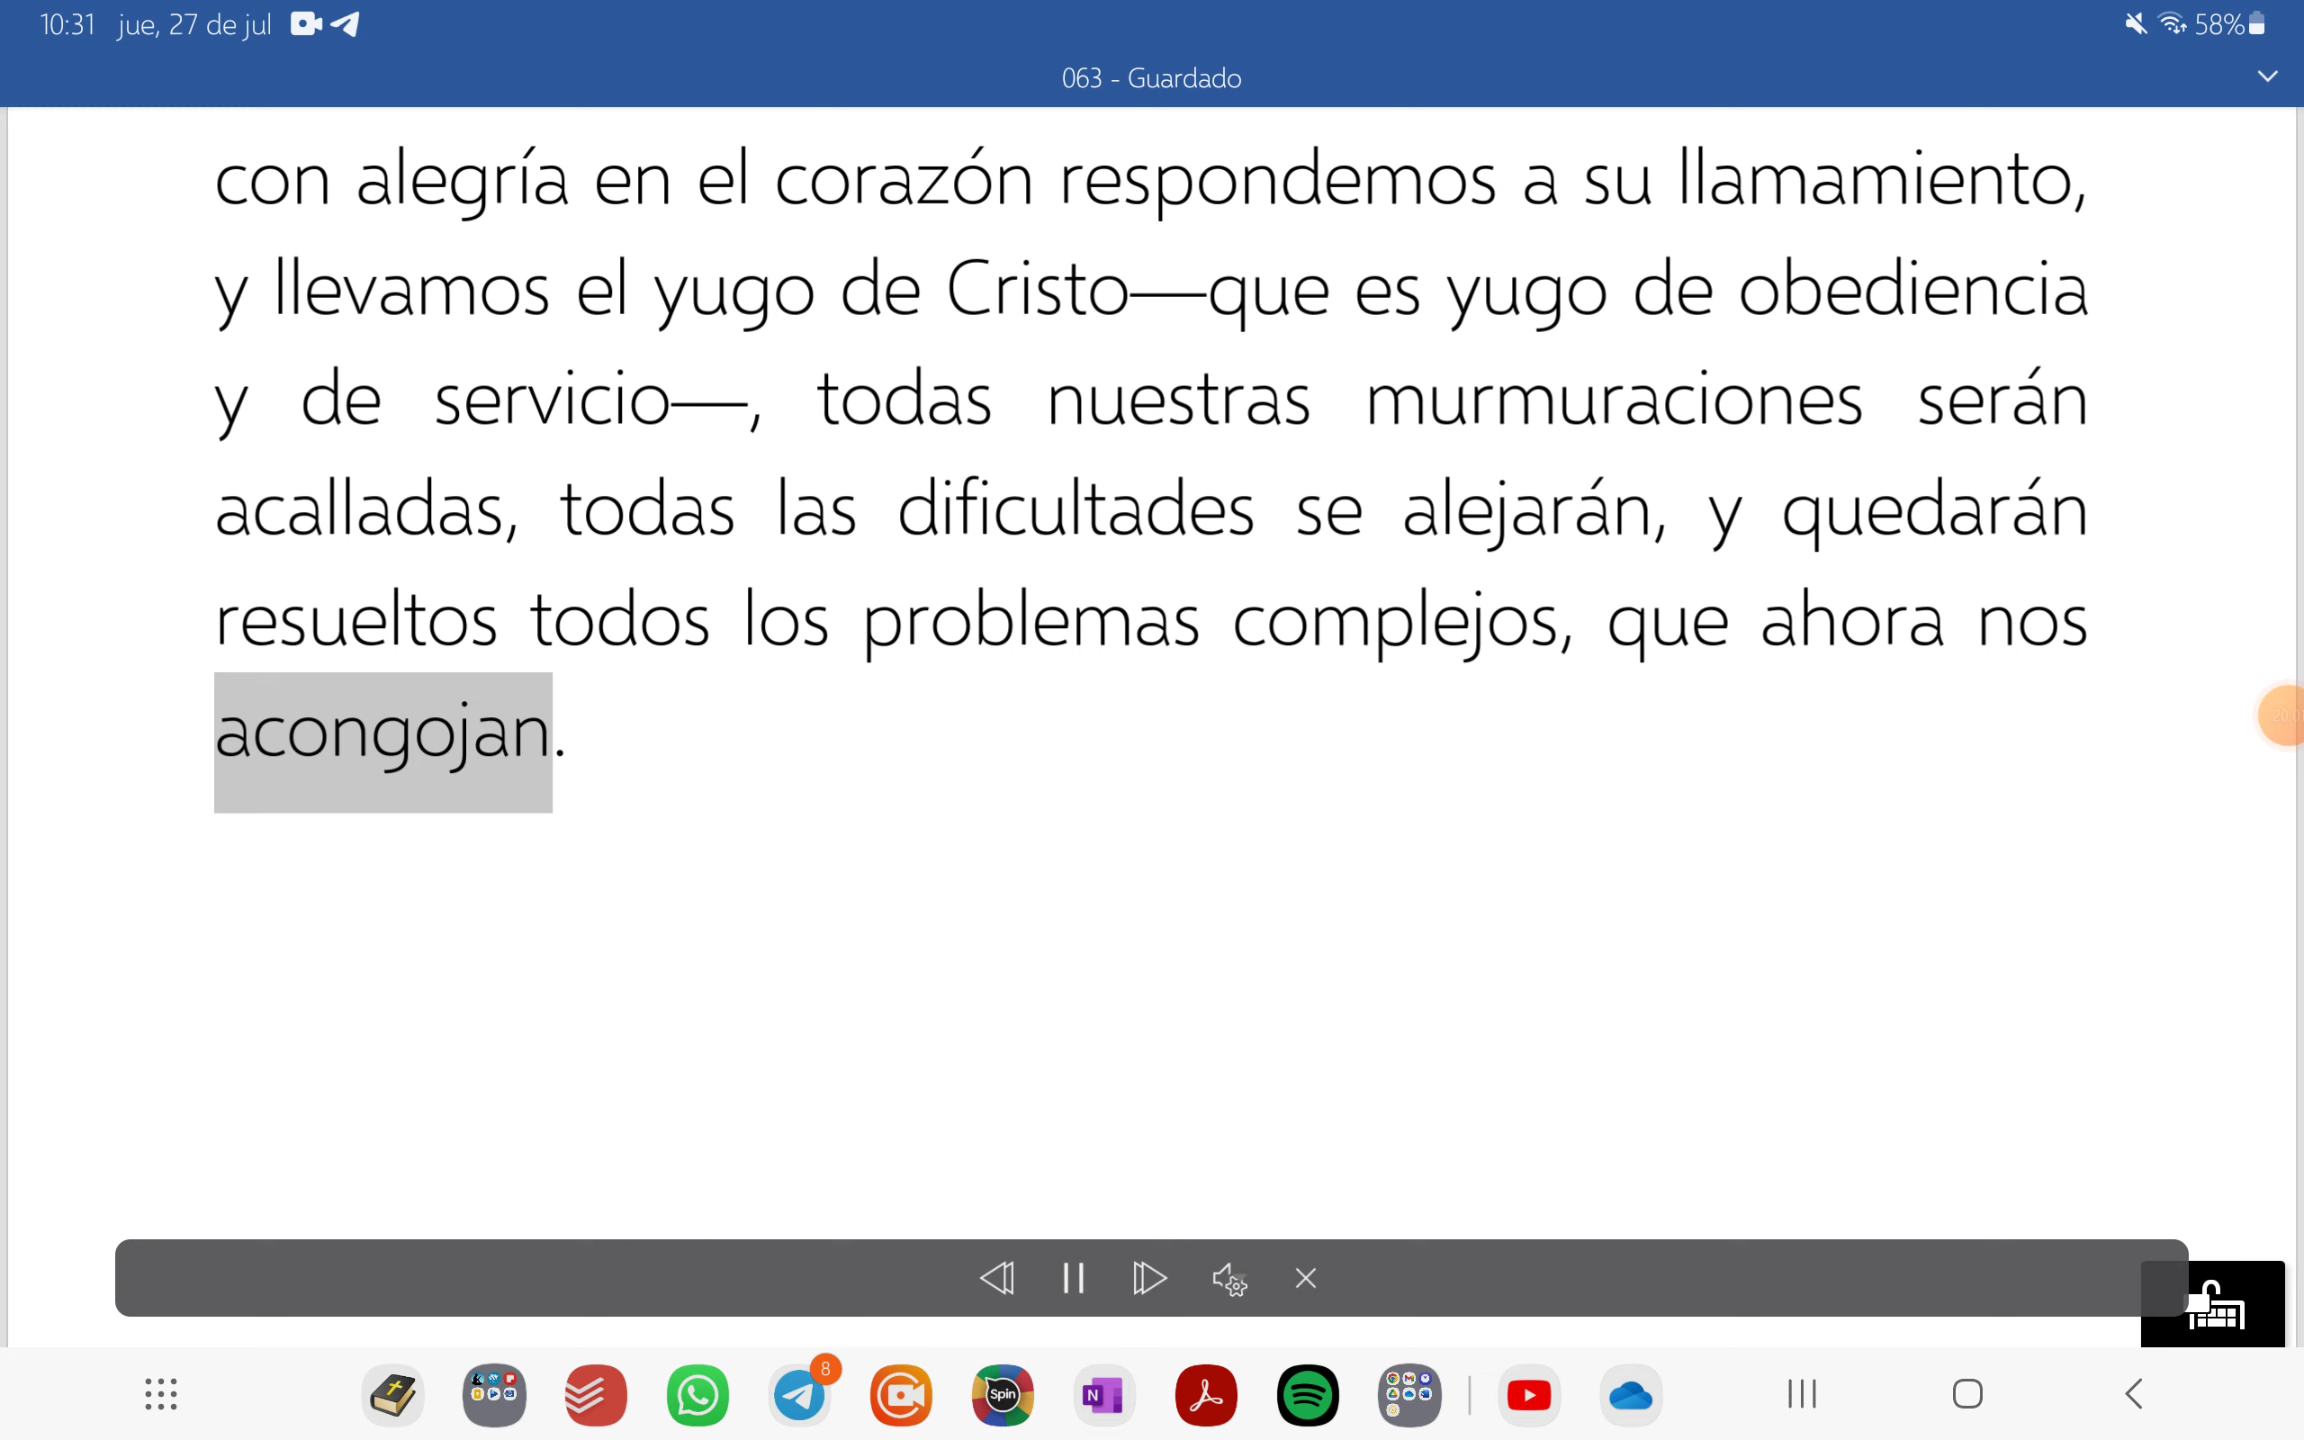 10:31 jue, 27 de jul 58%
063 - Guardado
con alegría en el corazón respondemos a su llamamiento,
y llevamos el yugo de Cristo—que es yugo de obediencia
y de servicio—, todas nuestras murmuraciones serán
acalladas, todas las dificultades se alejarán, y quedarán
resueltos todos los problemas complejos, que ahora nos
acongojan.
8
Spin
N